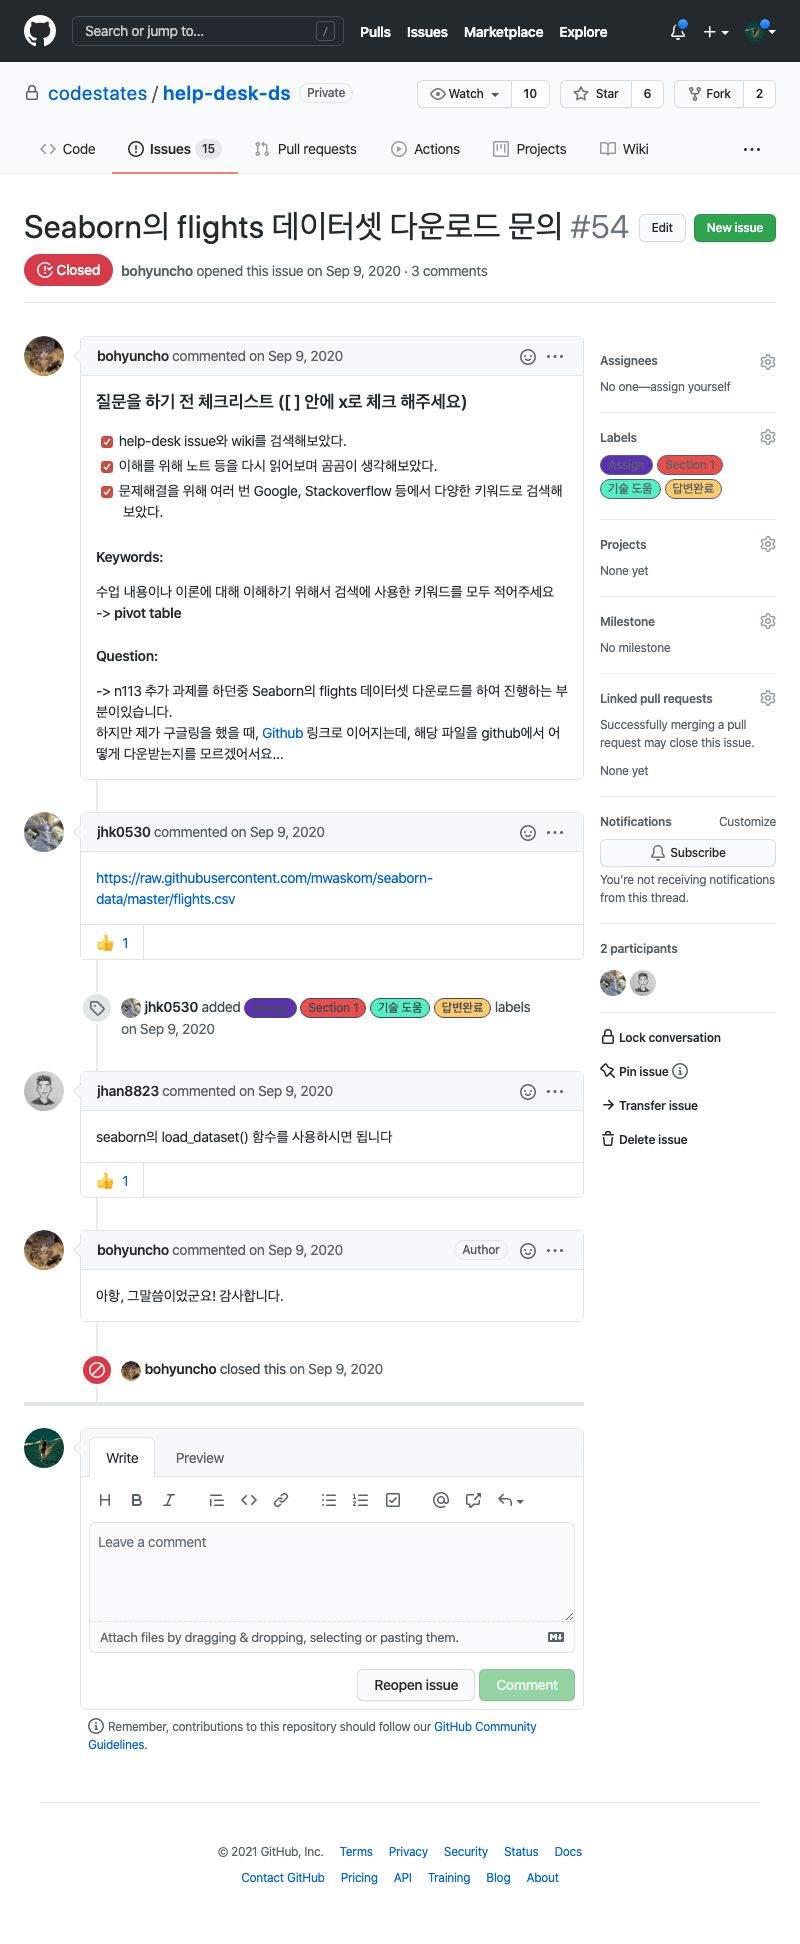 Search or jump to... /
Pulls Issues Marketplace Explore
codestates / help-desk-ds Private
Watch 10 Star 6 Fork 2
Code Issues 15 Pull requests Actions Projects Wiki
Seaborn의 flights 데이터셋 다운로드 문의 #54 Edit New issue
Closed bohyuncho opened this issue on Sep 9, 2020 · 3 comments
bohyuncho commented on Sep 9, 2020
질문을 하기 전 체크리스트 ([ ] 안에 x로 체크 해주세요)
help-desk issue와 wiki를 검색해보았다.
이해를 위해 노트 등을 다시 읽어보며 곰곰이 생각해보았다.
문제해결을 위해 여러 번 Google, Stackoverflow 등에서 다양한 키워드로 검색해
보았다.
Keywords:
수업 내용이나 이론에 대해 이해하기 위해서 검색에 사용한 키워드를 모두 적어주세요
-> pivot table
Question:
-> n113 추가 과제를 하던중 Seaborn의 flights 데이터셋 다운로드를 하여 진행하는 부
분이있습니다.
하지만 제가 구글링을 했을 때, Github 링크로 이어지는데, 해당 파일을 github에서 어
떻게 다운받는지를 모르겠어서요...
jhk0530 commented on Sep 9, 2020
https://raw.githubusercontent.com/mwaskom/seaborn-
data/master/flights.csv
1
jhk0530 added Assign Section 1 기술 도움 답변완료 labels
on Sep 9, 2020
jhan8823 commented on Sep 9, 2020
seaborn의 load_dataset() 함수를 사용하시면 됩니다
1
bohyuncho commented on Sep 9, 2020 Author
아항, 그말씀이었군요! 감사합니다.
bohyuncho closed this on Sep 9, 2020
Write Preview
Leave a comment
Attach files by dragging & dropping, selecting or pasting them.
Reopen issue Comment
Remember, contributions to this repository should follow our GitHub Community
Guidelines.
Assignees
No one—assign yourself
Labels
Assign Section 1
기술 도움 답변완료
Projects
None yet
Milestone
No milestone
Linked pull requests
Successfully merging a pull
request may close this issue.
None yet
Notifications Customize
Subscribe
You're not receiving notifications
from this thread.
2 participants
Lock conversation
Pin issue
Transfer issue
Delete issue
© 2021 GitHub, Inc. Terms Privacy Security Status Docs
Contact GitHub Pricing API Training Blog About